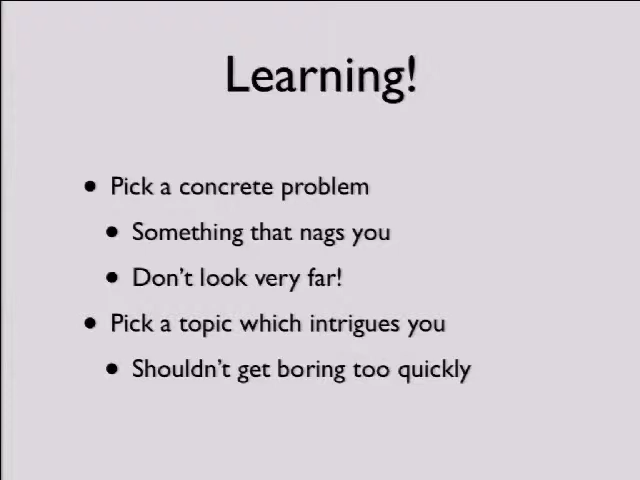 Learning!
• Pick a concrete problem
• Something that nags you
• Don't look very far!
• Pick a topic which intrigues you
• Shouldn't get boring too quickly